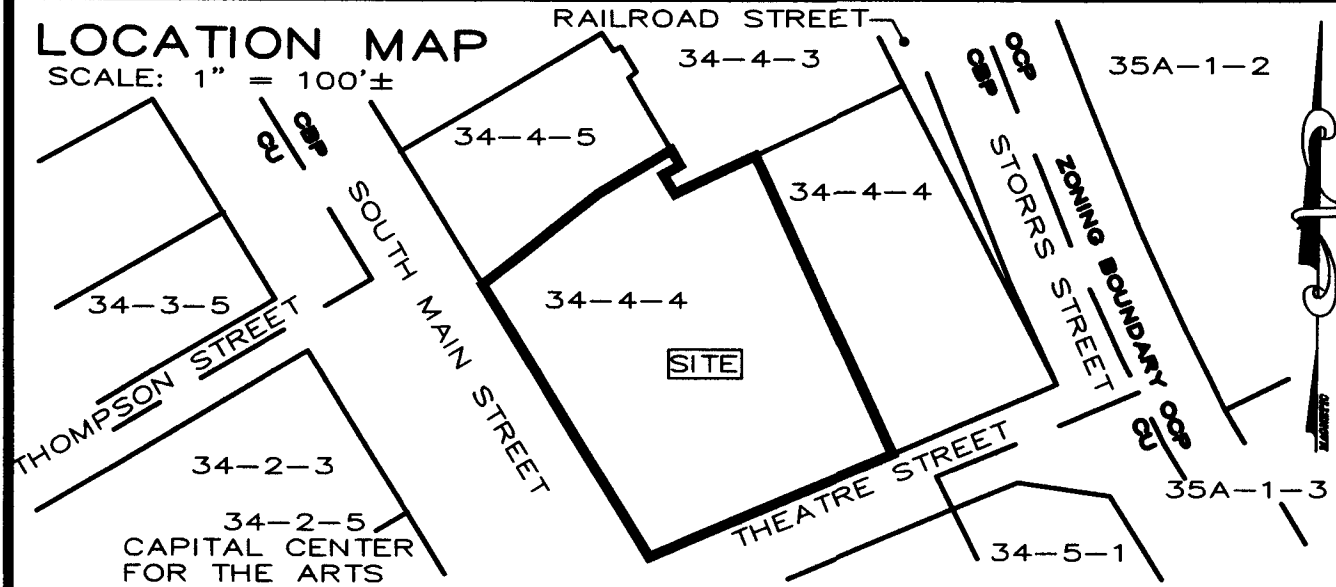 LOCATION MAP
SCALE: 1" = 100'±
RAILROAD STREET
34-4-3
35A-1-2
OCP
CBP
CBP
CU
34-4-5
34-4-4
SOUTH MAIN STREET
STORRS STREET
ZONING BOUNDARY
34-3-5
THOMPSON STREET
34-4-4
SITE
OCP
CU
MAGNETIC
THEATRE STREET
34-2-3
35A-1-3
34-2-5
CAPITAL CENTER
FOR THE ARTS
34-5-1